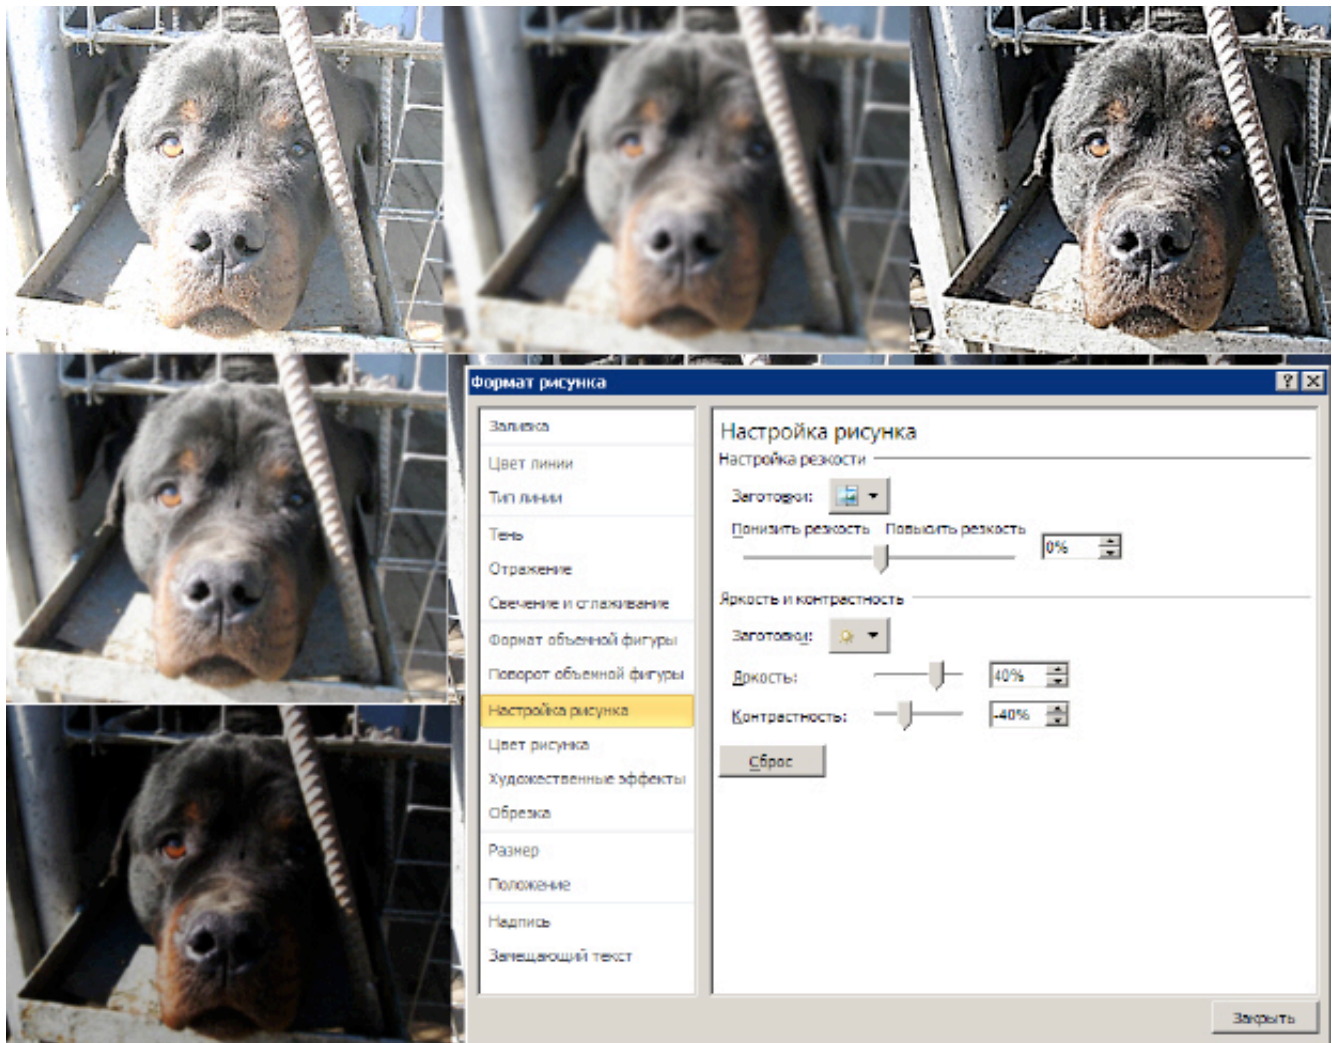 Формат рисунка
Заливка
Цвет линии
Тип линии
Тень
Отражение
Свечение и сглаживание
Формат объемной фигуры
Поворот объемной фигуры
Настройка рисунка
Цвет рисунка
Художественные эффекты
Обрезка
Размер
Положение
Надпись
Замещающий текст
Настройка рисунка
Настройка резкости
Заготовки:
Понизить резкость Повысить резкость
0%
Яркость и контрастность
Заготовки:
Яркость: 40%
Контрастность: -40%
Сброс
Закрыть